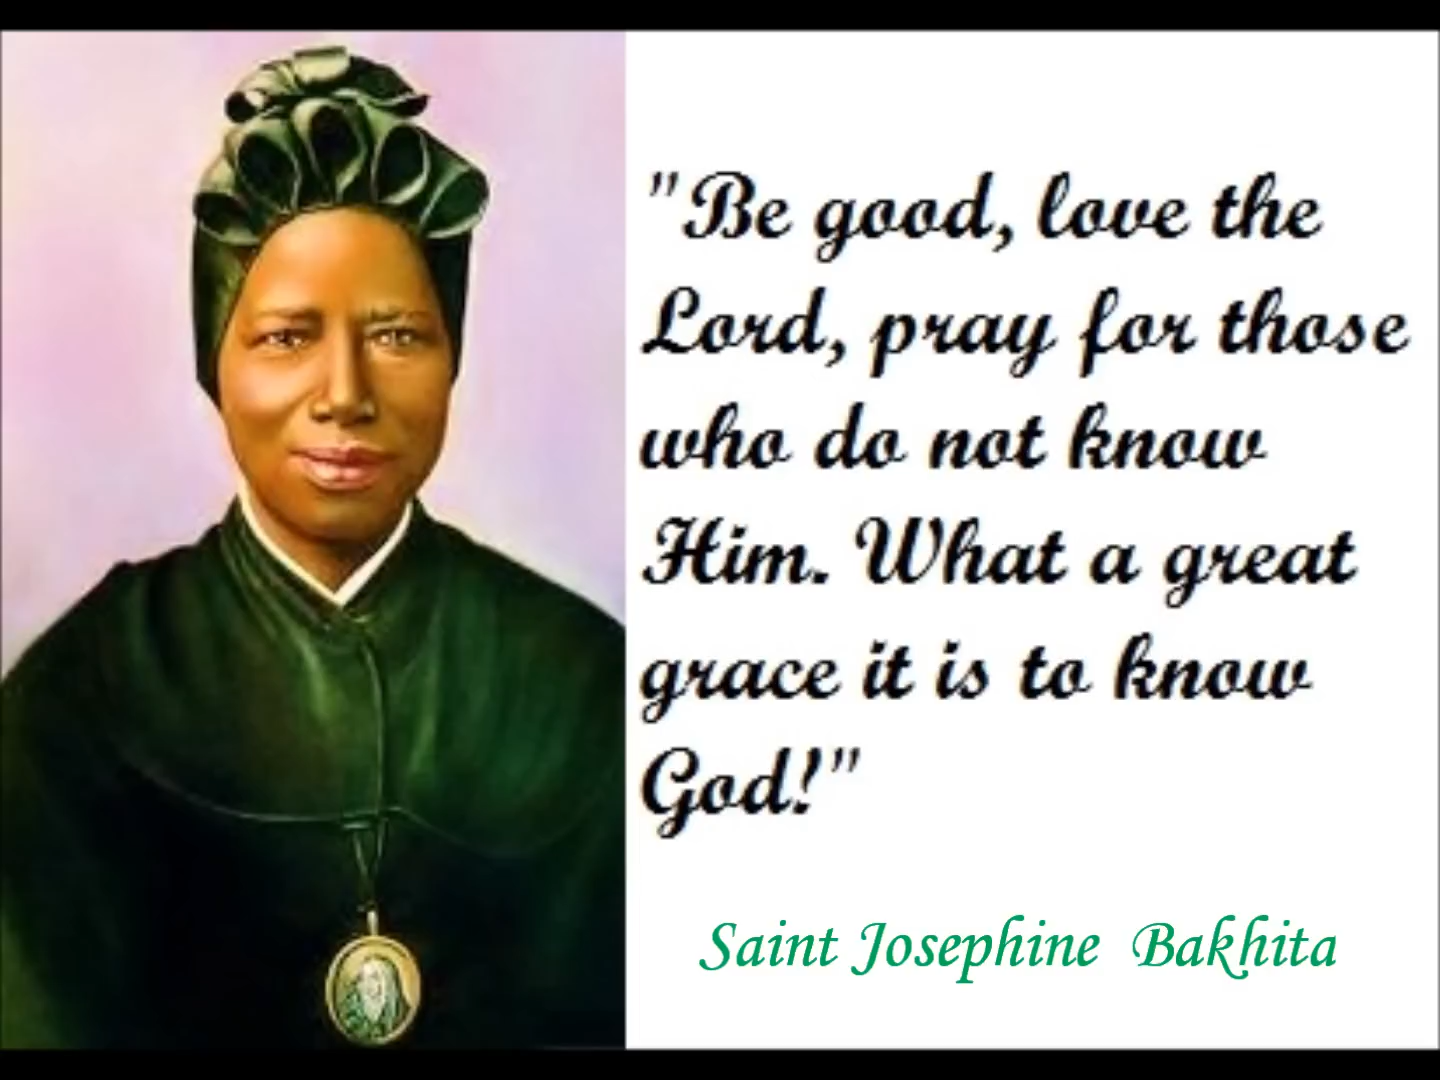 "Be good, love the
Lord, pray for those
who do not know
Him. What a great
grace it is to know
God!"
Saint Josephine Bakhita